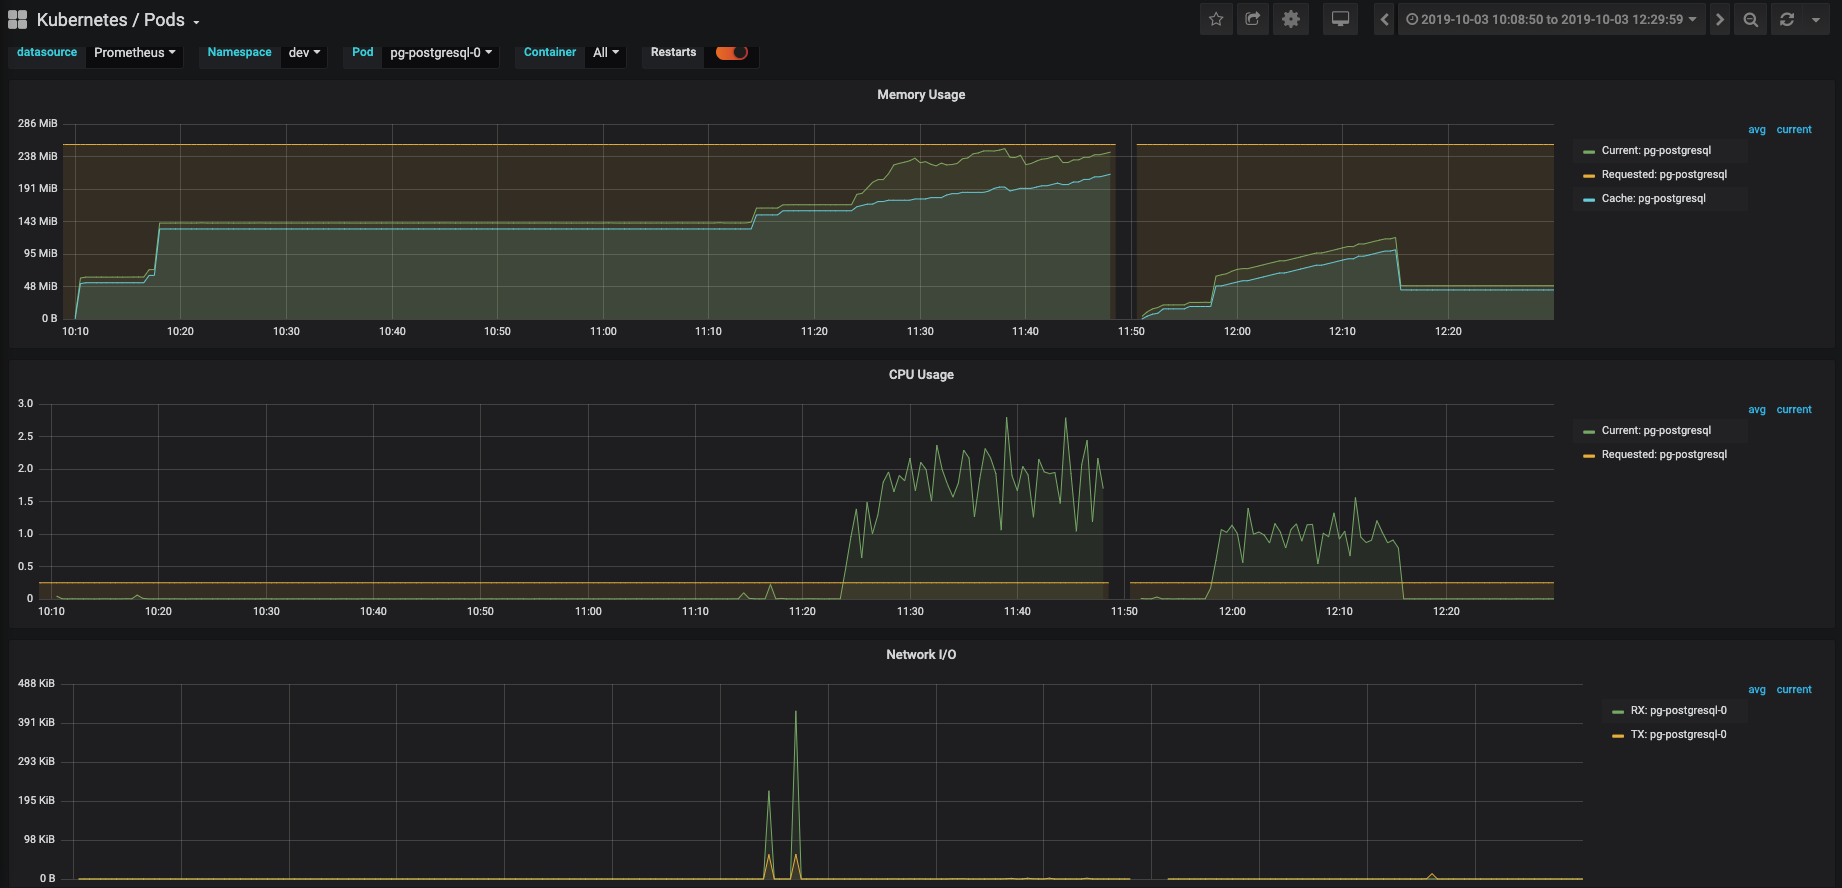 Kubernetes / Pods
2019-10-03 10:08:50 to 2019-10-03 12:29:59
datasource Prometheus Namespace dev Pod pg-postgresql-0 Container All Restarts
Memory Usage
286 MiB
238 MiB
191 MiB
143 MiB
95 MiB
48 MiB
0 B
10:10 10:20 10:30 10:40 10:50 11:00 11:10 11:20 11:30 11:40 11:50 12:00 12:10 12:20
avg current
Current: pg-postgresql
Requested: pg-postgresql
Cache: pg-postgresql
CPU Usage
3.0
2.5
2.0
1.5
1.0
0.5
0
10:10 10:20 10:30 10:40 10:50 11:00 11:10 11:20 11:30 11:40 11:50 12:00 12:10 12:20
avg current
Current: pg-postgresql
Requested: pg-postgresql
Network I/O
488 KiB
391 KiB
293 KiB
195 KiB
98 KiB
0 B
avg current
RX: pg-postgresql-0
TX: pg-postgresql-0